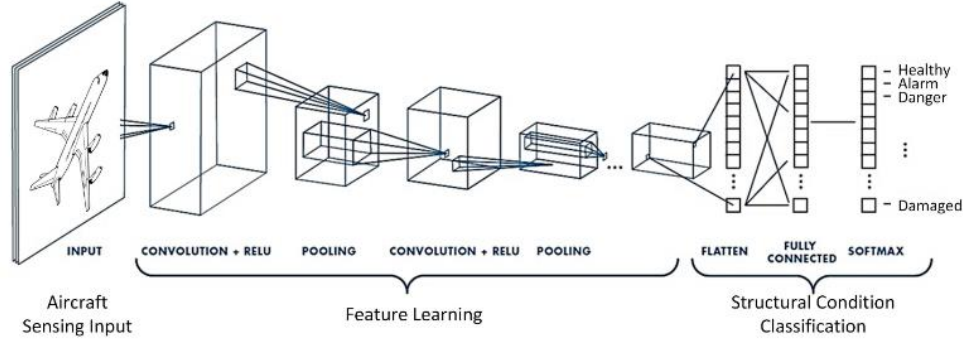 Healthy
Alarm
Danger
Damaged
INPUT
CONVOLUTION + RELU
POOLING
CONVOLUTION + RELU
POOLING
FLATTEN
FULLY
CONNECTED
SOFTMAX
Aircraft
Sensing Input
Feature Learning
Structural Condition
Classification